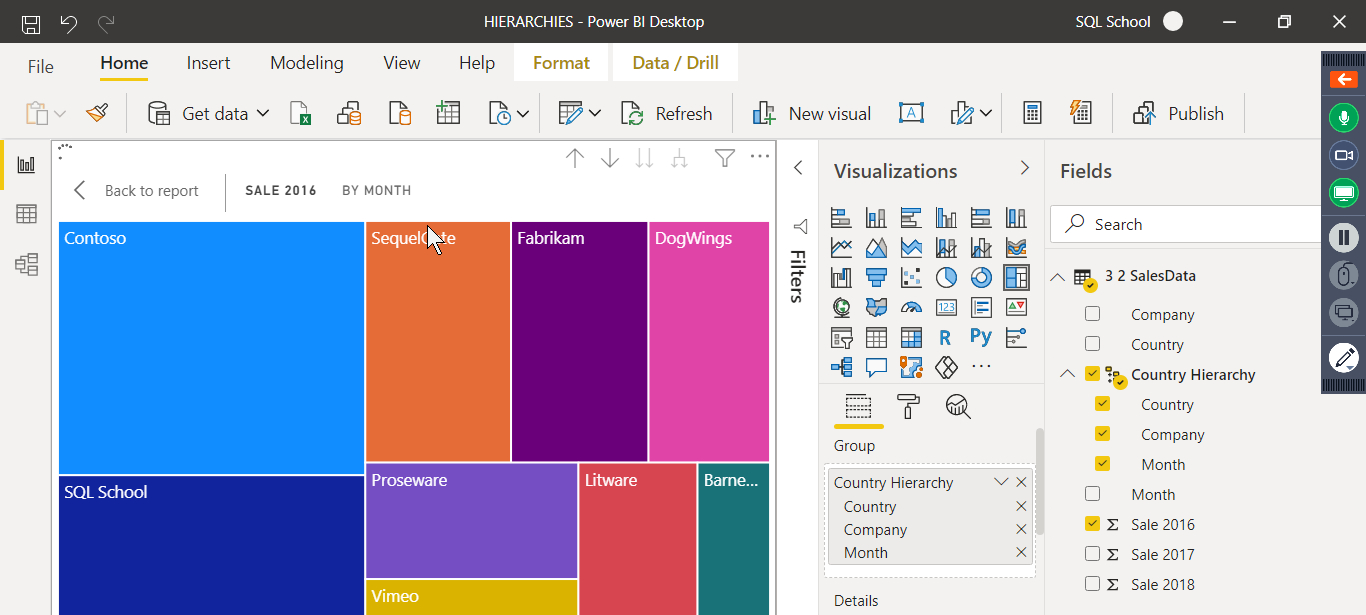 HIERARCHIES - Power BI Desktop
SQL School
File Home Insert Modeling View Help Format Data / Drill
Get data Refresh New visual Publish
Back to report SALE 2016 BY MONTH
Contoso
Fabrikam
DogWings
SQL School
Proseware
Litware
Barne...
Vimeo
Filters
Visualizations
123
R Py
Group
Country Hierarchy
Country
Company
Month
Details
Fields
Search
3 2 SalesData
Company
Country
Country Hierarchy
Country
Company
Month
Month
Σ Sale 2016
Σ Sale 2017
Σ Sale 2018